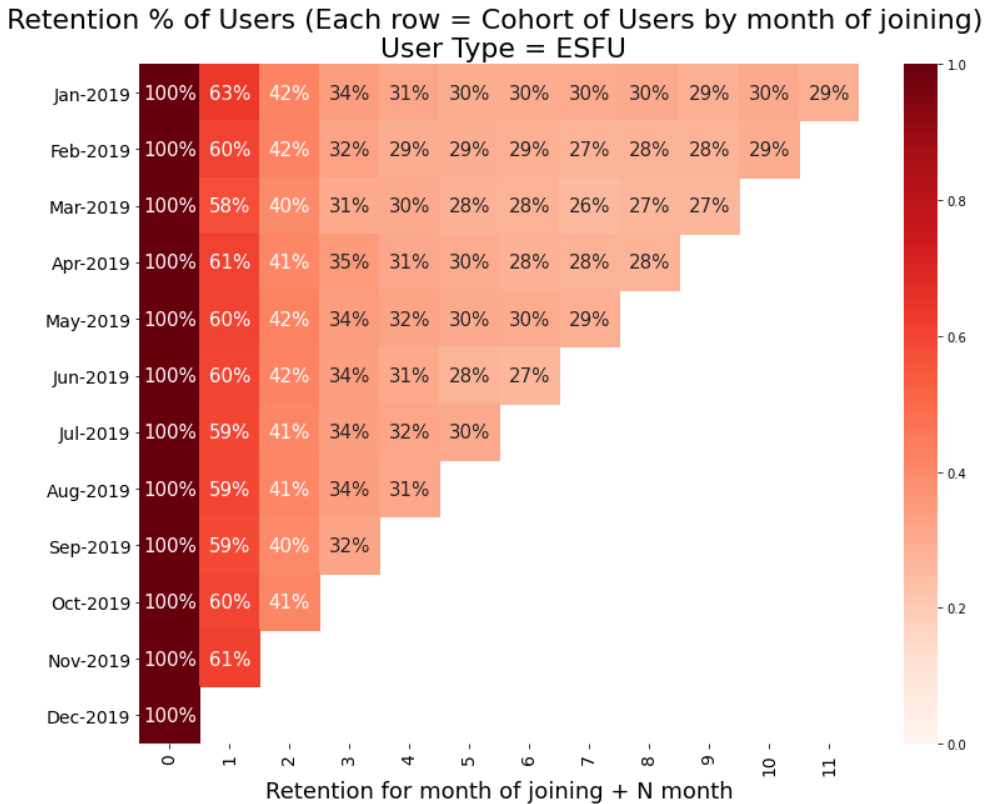 Retention % of Users (Each row = Cohort of Users by month of joining)
User Type = ESFU
Jan-2019 100% 63% 42% 34% 31% 30% 30% 30% 30% 29% 30% 29%
Feb-2019 100% 60% 42% 32% 29% 29% 29% 27% 28% 28% 29%
Mar-2019 100% 58% 40% 31% 30% 28% 28% 26% 27% 27%
Apr-2019 100% 61% 41% 35% 31% 30% 28% 28% 28%
May-2019 100% 60% 42% 34% 32% 30% 30% 29%
Jun-2019 100% 60% 42% 34% 31% 28% 27%
Jul-2019 100% 59% 41% 34% 32% 30%
Aug-2019 100% 59% 41% 34% 31%
Sep-2019 100% 59% 40% 32%
Oct-2019 100% 60% 41%
Nov-2019 100% 61%
Dec-2019 100%
0 1 2 3 4 5 6 7 8 9 10 11
Retention for month of joining + N month
1.0
0.8
0.6
0.4
0.2
0.0